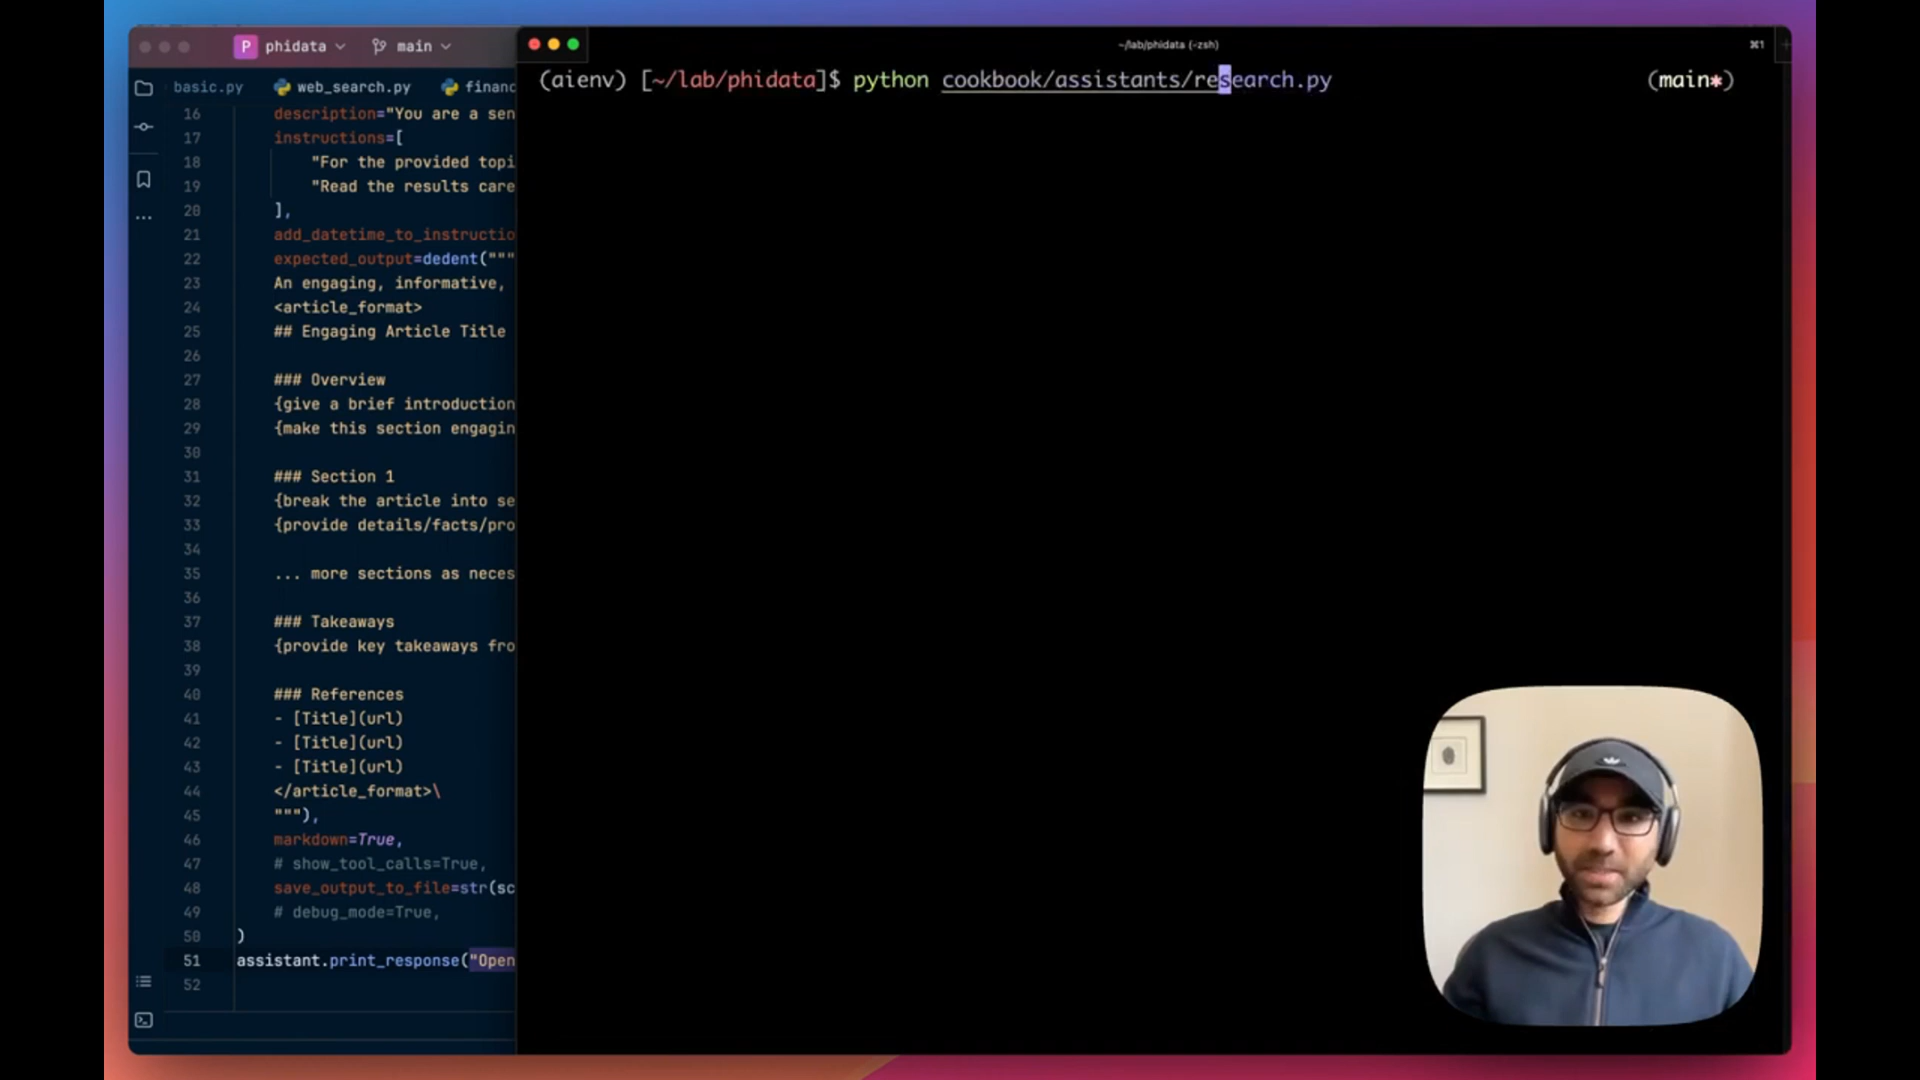 P phidata main
~/lab/phidata (-zsh)
⌘1
basic.py web_search.py financ
(aienv) [~/lab/phidata]$ python cookbook/assistants/research.py (main*)
16 description="You are a sen
17 instructions=[
18 "For the provided topi
19 "Read the results care
20 ],
21 add_datetime_to_instructio
22 expected_output=dedent("""
23 An engaging, informative,
24 <article_format>
25 ## Engaging Article Title
26
27 ### Overview
28 {give a brief introduction
29 {make this section engagin
30
31 ### Section 1
32 {break the article into se
33 {provide details/facts/pro
34
35 ... more sections as neces
36
37 ### Takeaways
38 {provide key takeaways fro
39
40 ### References
41 - [Title](url)
42 - [Title](url)
43 - [Title](url)
44 </article_format>\
45 """),
46 markdown=True,
47 # show_tool_calls=True,
48 save_output_to_file=str(sc
49 # debug_mode=True,
50 )
51 assistant.print_response("Open
52